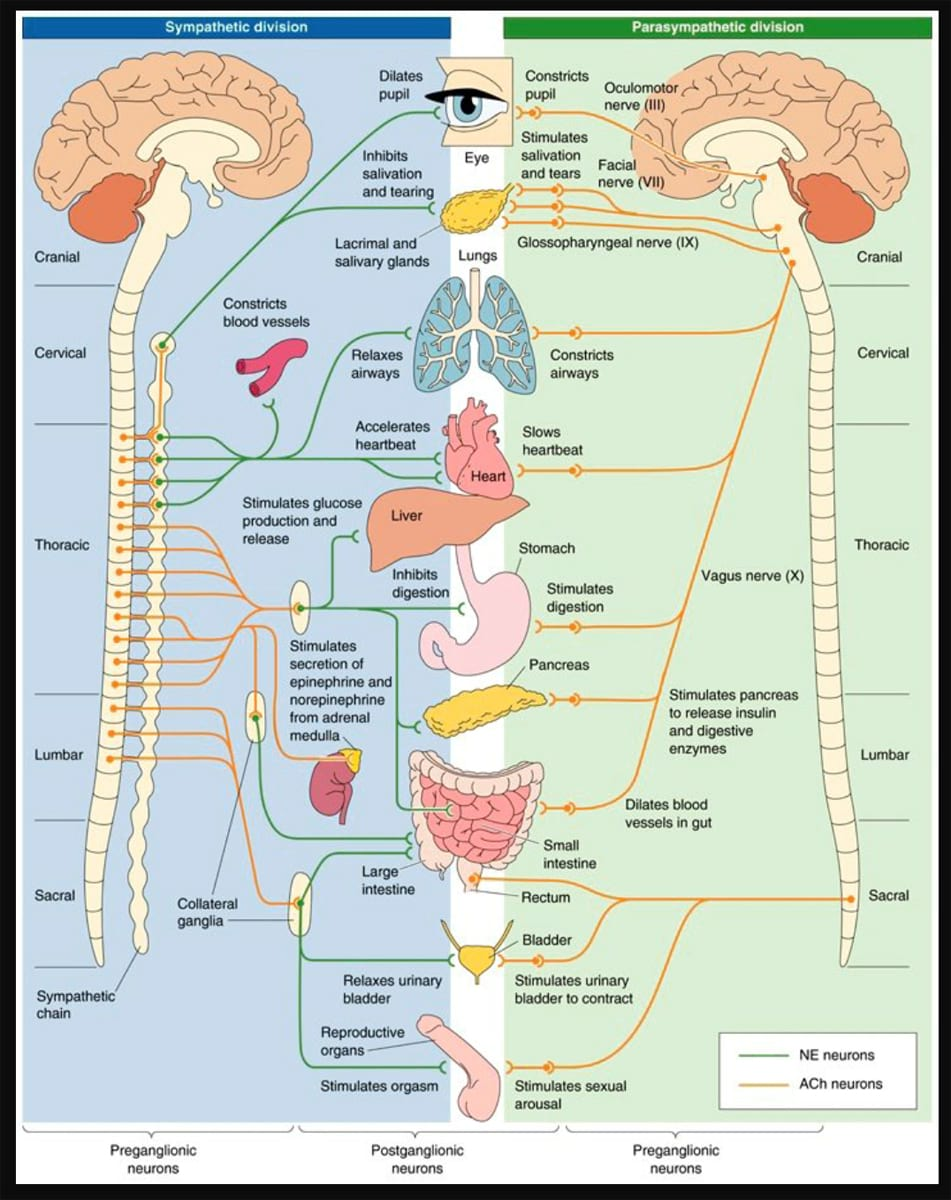 Sympathetic division
Parasympathetic division
Dilates
pupil
Constricts
pupil
Oculomotor
nerve (III)
Eye
Stimulates
salivation
and tears
Inhibits
salivation
and tearing
Facial
nerve (VII)
Lacrimal and
salivary glands
Glossopharyngeal nerve (IX)
Cranial
Lungs
Cranial
Constricts
blood vessels
Cervical
Relaxes
airways
Constricts
airways
Cervical
Accelerates
heartbeat
Slows
heartbeat
Heart
Stimulates glucose
production and
release
Liver
Thoracic
Stomach
Thoracic
Inhibits
digestion
Stimulates
digestion
Vagus nerve (X)
Stimulates
secretion of
epinephrine and
norepinephrine
from adrenal
medulla
Pancreas
Stimulates pancreas
to release insulin
and digestive
enzymes
Lumbar
Lumbar
Dilates blood
vessels in gut
Small
intestine
Large
intestine
Sacral
Collateral
ganglia
Rectum
Sacral
Bladder
Sympathetic
chain
Relaxes urinary
bladder
Stimulates urinary
bladder to contract
Reproductive
organs
Stimulates orgasm
Stimulates sexual
arousal
NE neurons
ACh neurons
Preganglionic
neurons
Postganglionic
neurons
Preganglionic
neurons